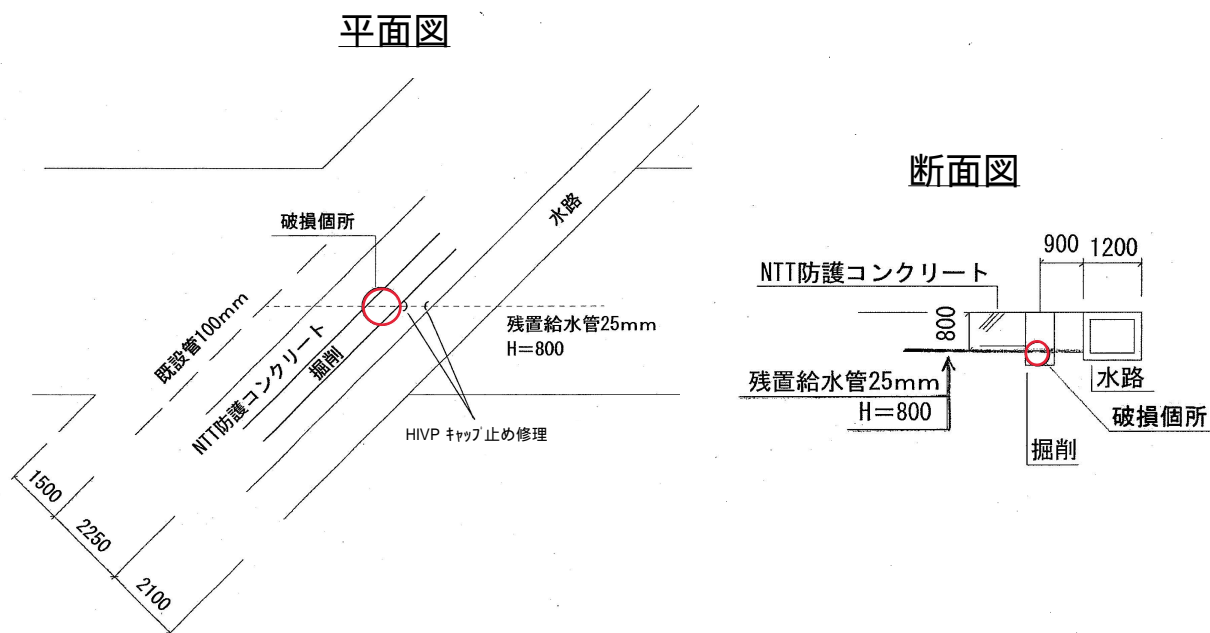 平面図
破損個所
水路
既設管100mm
NTT防護コンクリート
掘削
残置給水管25mm
H=800
HIVP ｷｬｯﾌﾟ止め修理
1500
2250
2100
断面図
900
1200
NTT防護コンクリート
800
残置給水管25mm
H=800
水路
破損個所
掘削